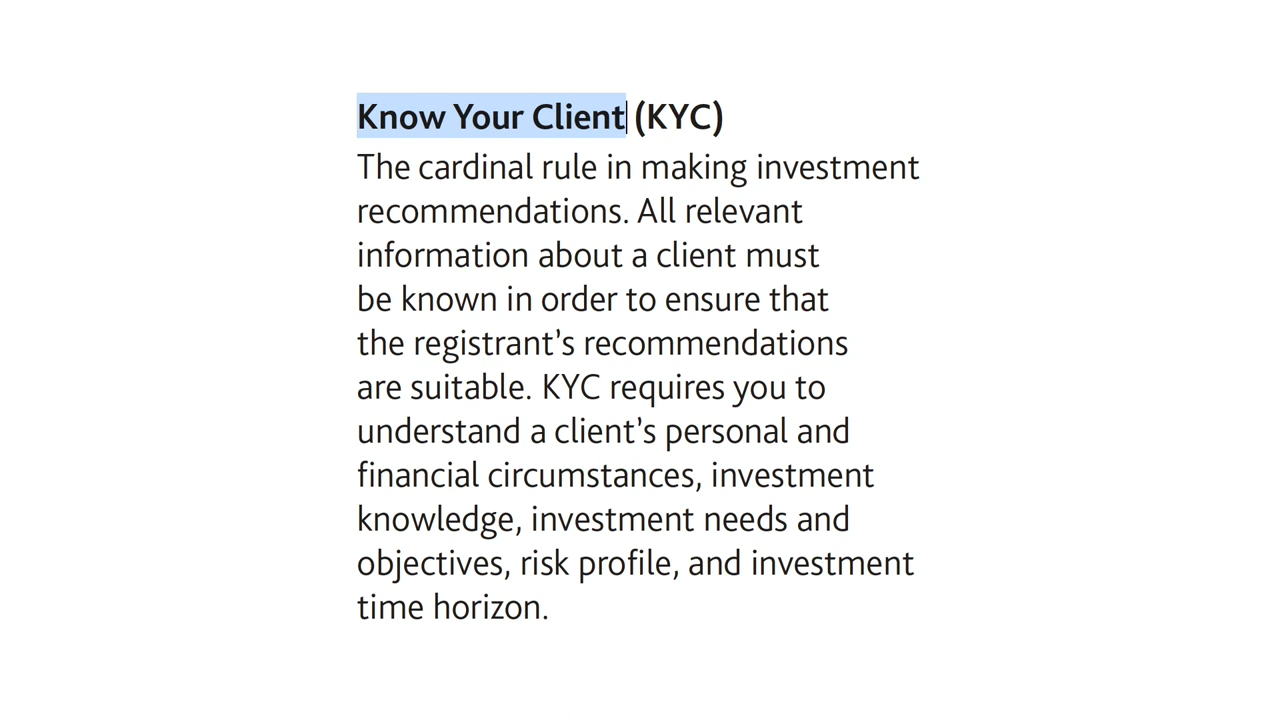 Know Your Client (KYC)
The cardinal rule in making investment
recommendations. All relevant
information about a client must
be known in order to ensure that
the registrant’s recommendations
are suitable. KYC requires you to
understand a client’s personal and
financial circumstances, investment
knowledge, investment needs and
objectives, risk profile, and investment
time horizon.